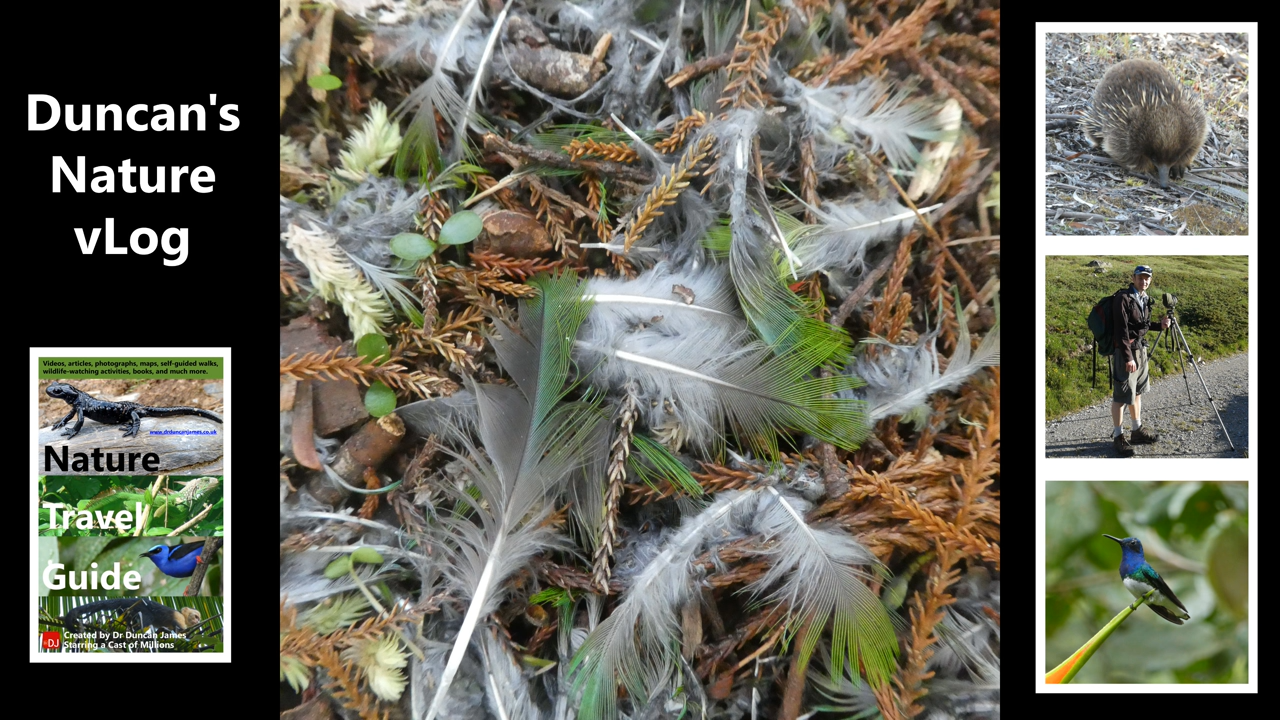 Duncan's
Nature
vLog
Videos, articles, photographs, maps, self-guided walks,
wildlife-watching activities, books, and much more.
www.drduncanjames.co.uk
Nature
Travel
Guide
DJ
Created by Dr Duncan James
Starring a Cast of Millions